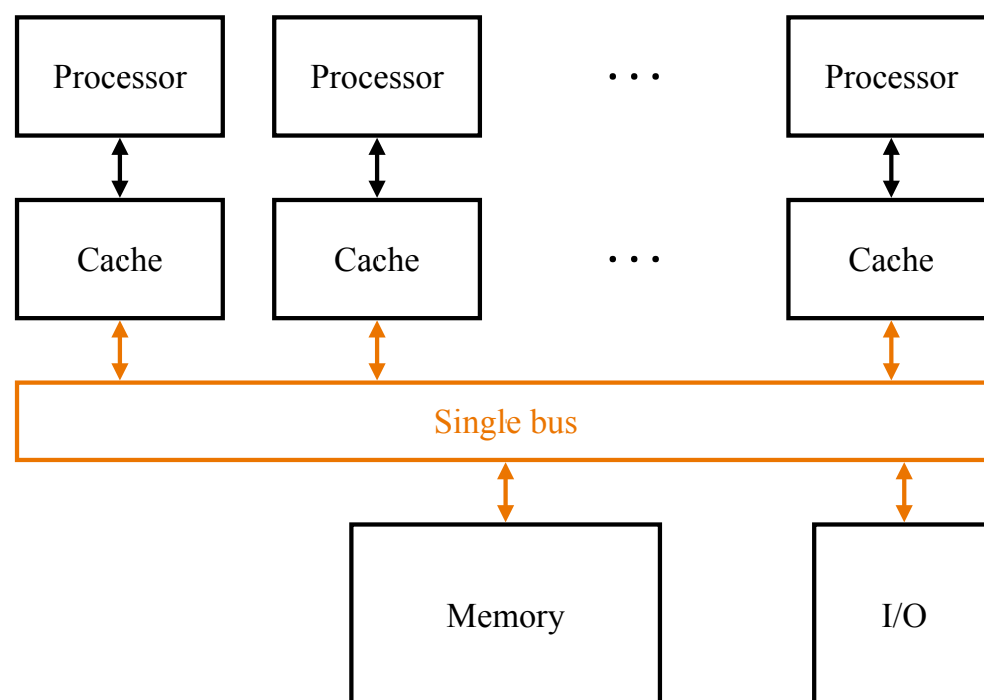 Processor Processor ... Processor
Cache Cache ... Cache
Single bus
Memory I/O